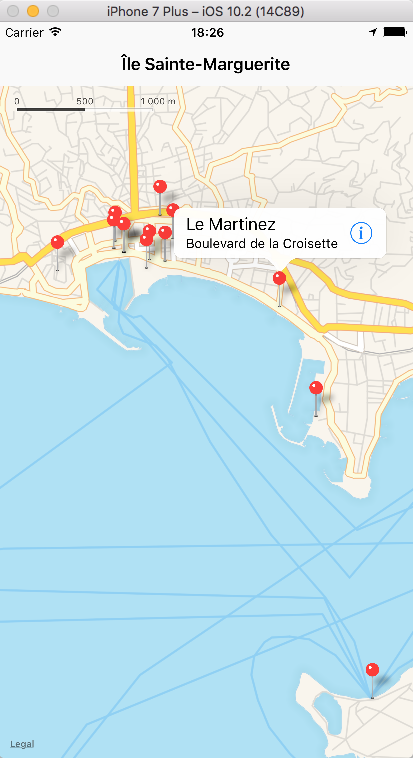 iPhone 7 Plus – iOS 10.2 (14C89)
Carrier 18:26
Île Sainte-Marguerite
0 500 1 000 m
Le Martinez
Boulevard de la Croisette
Legal